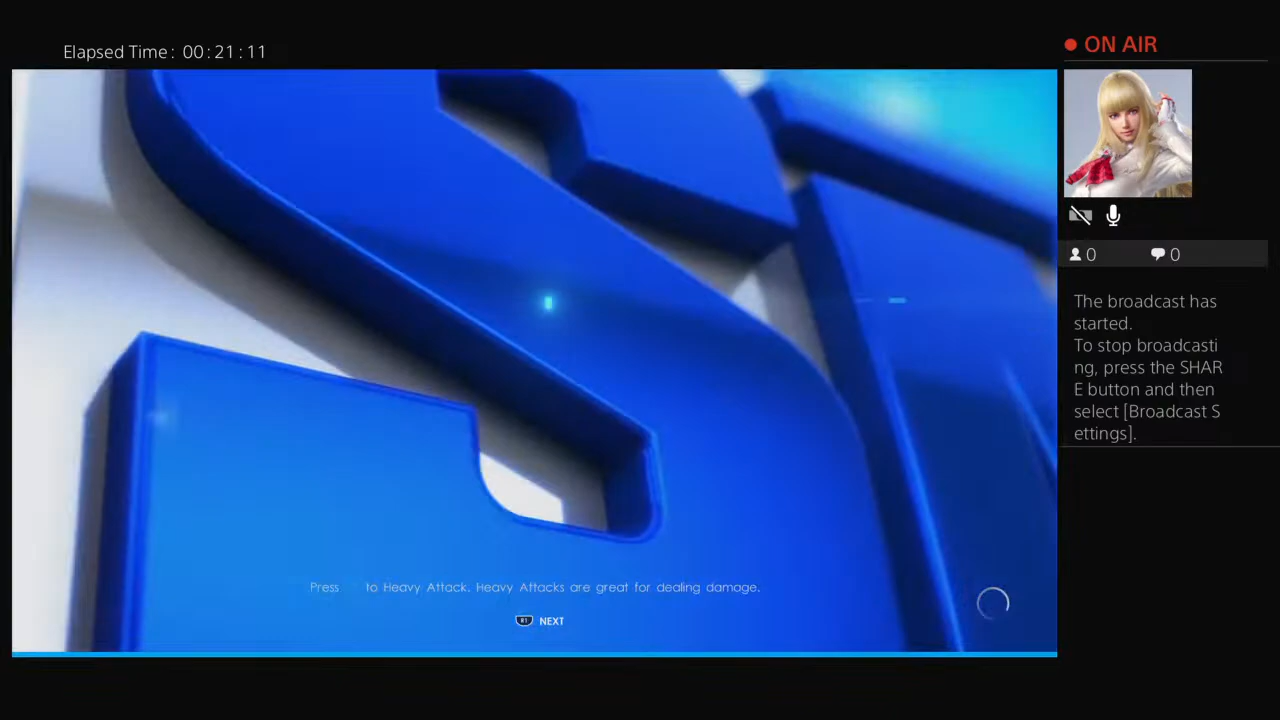 Elapsed Time: 00:21:11
ON AIR
0 0
The broadcast has
started.
To stop broadcasti
ng, press the SHAR
E button and then
select [Broadcast S
ettings].
Press to Heavy Attack. Heavy Attacks are great for dealing damage.
R1 NEXT